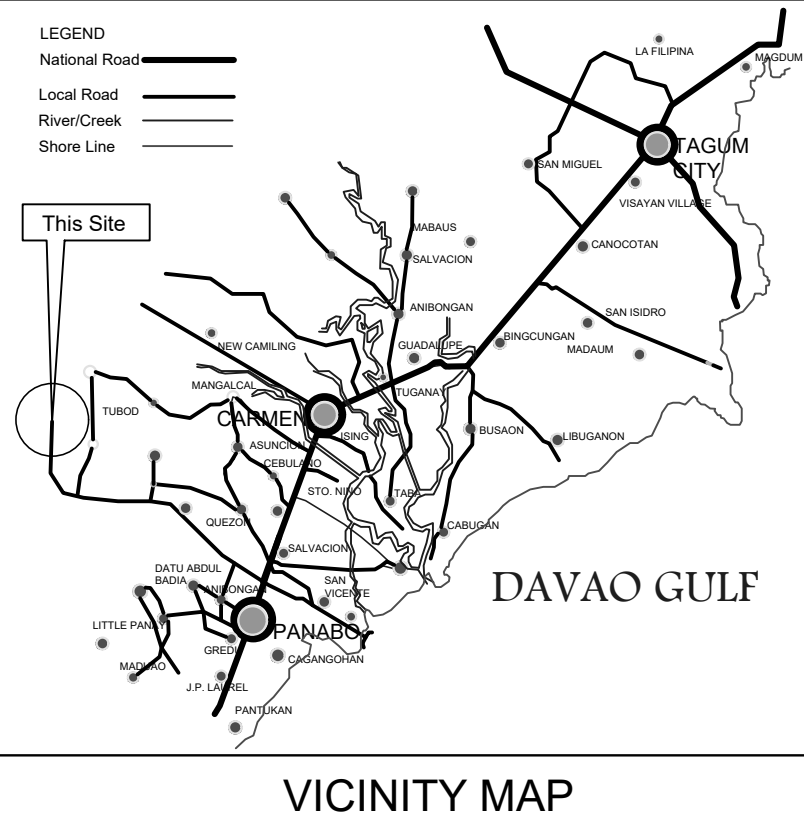 LEGEND
National Road
Local Road
River/Creek
Shore Line
This Site
LA FILIPINA
MAGDUM
TAGUM
CITY
SAN MIGUEL
VISAYAN VILLAGE
MABAUS
SALVACION
CANOCOTAN
ANIBONGAN
SAN ISIDRO
NEW CAMILING
GUADALUPE
BINGCUNGAN
MADAUM
MANGALCAL
TUGANAY
TUBOD
CARMEN
ISING
BUSAON
LIBUGANON
ASUNCION
CEBULANO
STO. NINO
TABA
QUEZON
CABUGAN
SALVACION
DATU ABDUL
BADIA
ANIBONGAN
SAN
VICENTE
DAVAO GULF
LITTLE PANAY
PANABO
GREDU
CAGANGOHAN
MADUAO
J.P. LAUREL
PANTUKAN
VICINITY MAP